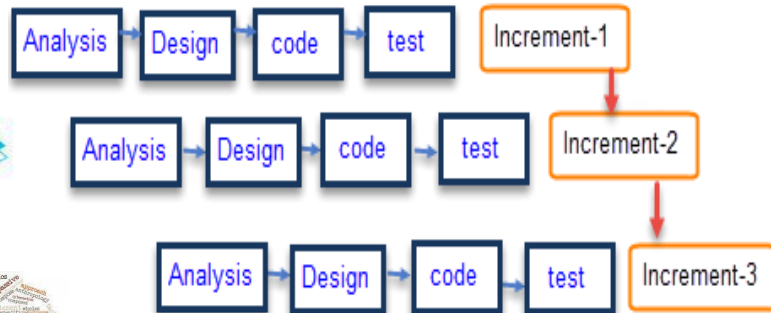 Analysis Design code test Increment-1
Analysis Design code test Increment-2
Analysis Design code test Increment-3